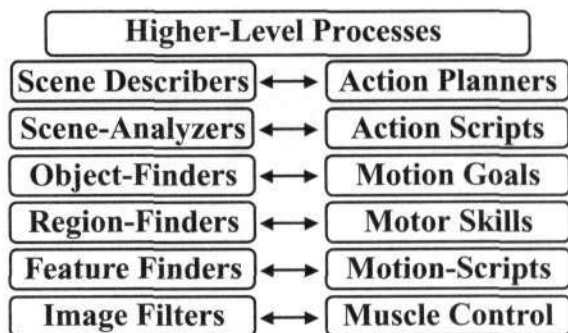 Higher-Level Processes
Scene Describers Action Planners
Scene-Analyzers Action Scripts
Object-Finders Motion Goals
Region-Finders Motor Skills
Feature Finders Motion-Scripts
Image Filters Muscle Control